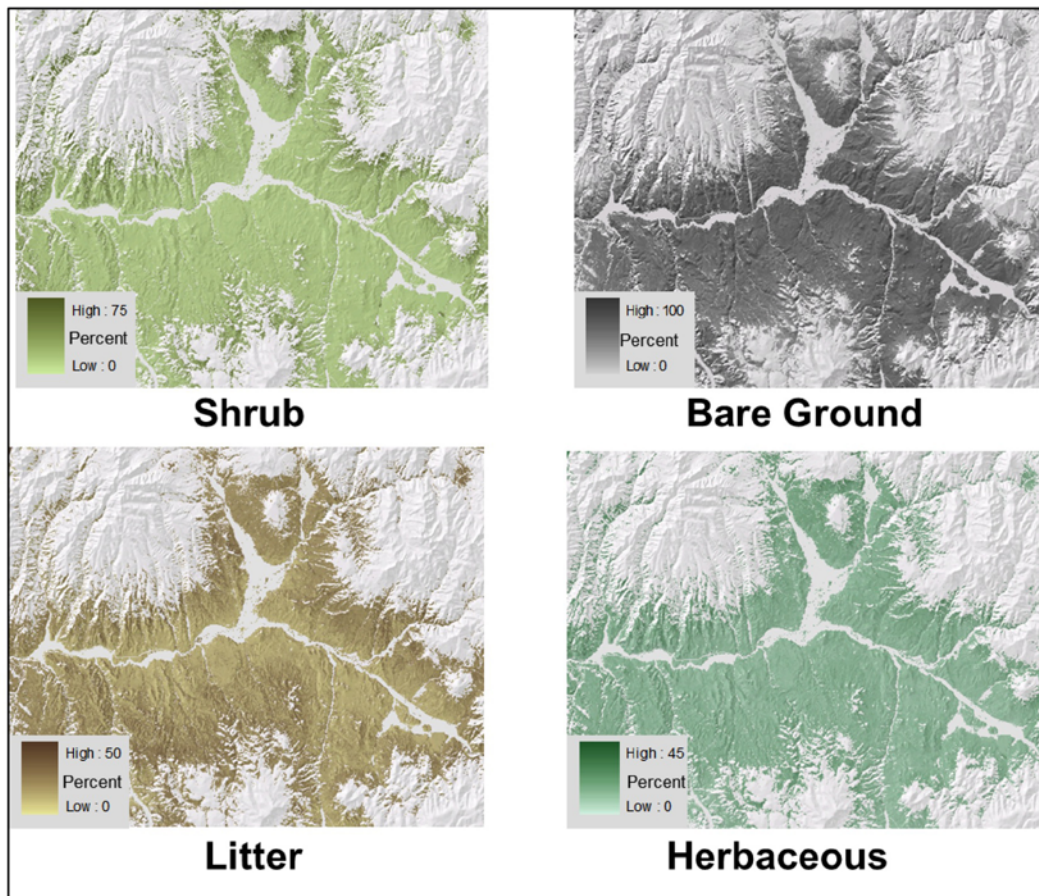 High : 75
Percent
Low : 0
Shrub
High : 100
Percent
Low : 0
Bare Ground
High : 50
Percent
Low : 0
Litter
High : 45
Percent
Low : 0
Herbaceous